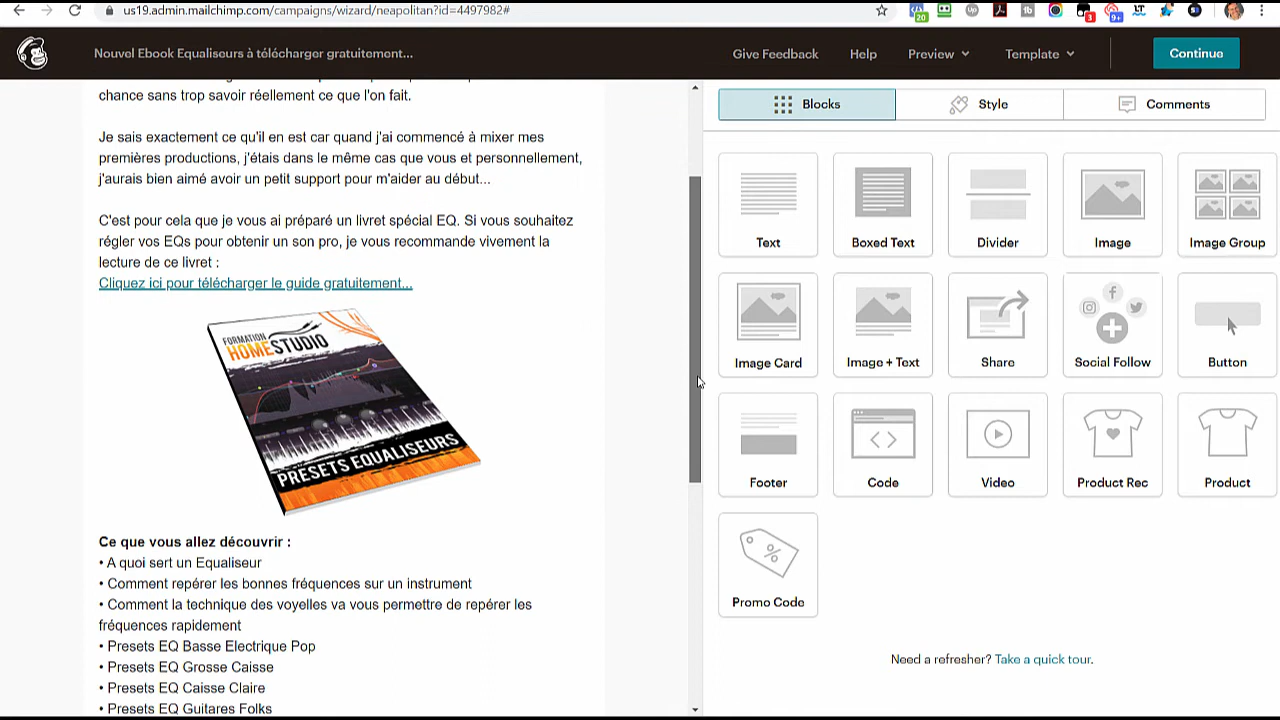 us19.admin.mailchimp.com/campaigns/wizard/neapolitan?id=4497982#
20
3
9+
LT
Nouvel Ebook Equaliseurs à télécharger gratuitement...
Give Feedback
Help
Preview
Template
Continue
chance sans trop savoir réellement ce que l'on fait.
Je sais exactement ce qu'il en est car quand j'ai commencé à mixer mes
premières productions, j'étais dans le même cas que vous et personnellement,
j'aurais bien aimé avoir un petit support pour m'aider au début...
C'est pour cela que je vous ai préparé un livret spécial EQ. Si vous souhaitez
régler vos EQs pour obtenir un son pro, je vous recommande vivement la
lecture de ce livret :
Cliquez ici pour télécharger le guide gratuitement...
FORMATION
HOMESTUDIO
PRESETS EQUALISEURS
Ce que vous allez découvrir :
• A quoi sert un Equaliseur
• Comment repérer les bonnes fréquences sur un instrument
• Comment la technique des voyelles va vous permettre de repérer les
fréquences rapidement
• Presets EQ Basse Electrique Pop
• Presets EQ Grosse Caisse
• Presets EQ Caisse Claire
• Presets EQ Guitares Folks
Blocks
Style
Comments
Text
Boxed Text
Divider
Image
Image Group
Image Card
Image + Text
Share
Social Follow
Button
Footer
Code
Video
Product Rec
Product
Promo Code
Need a refresher? Take a quick tour.